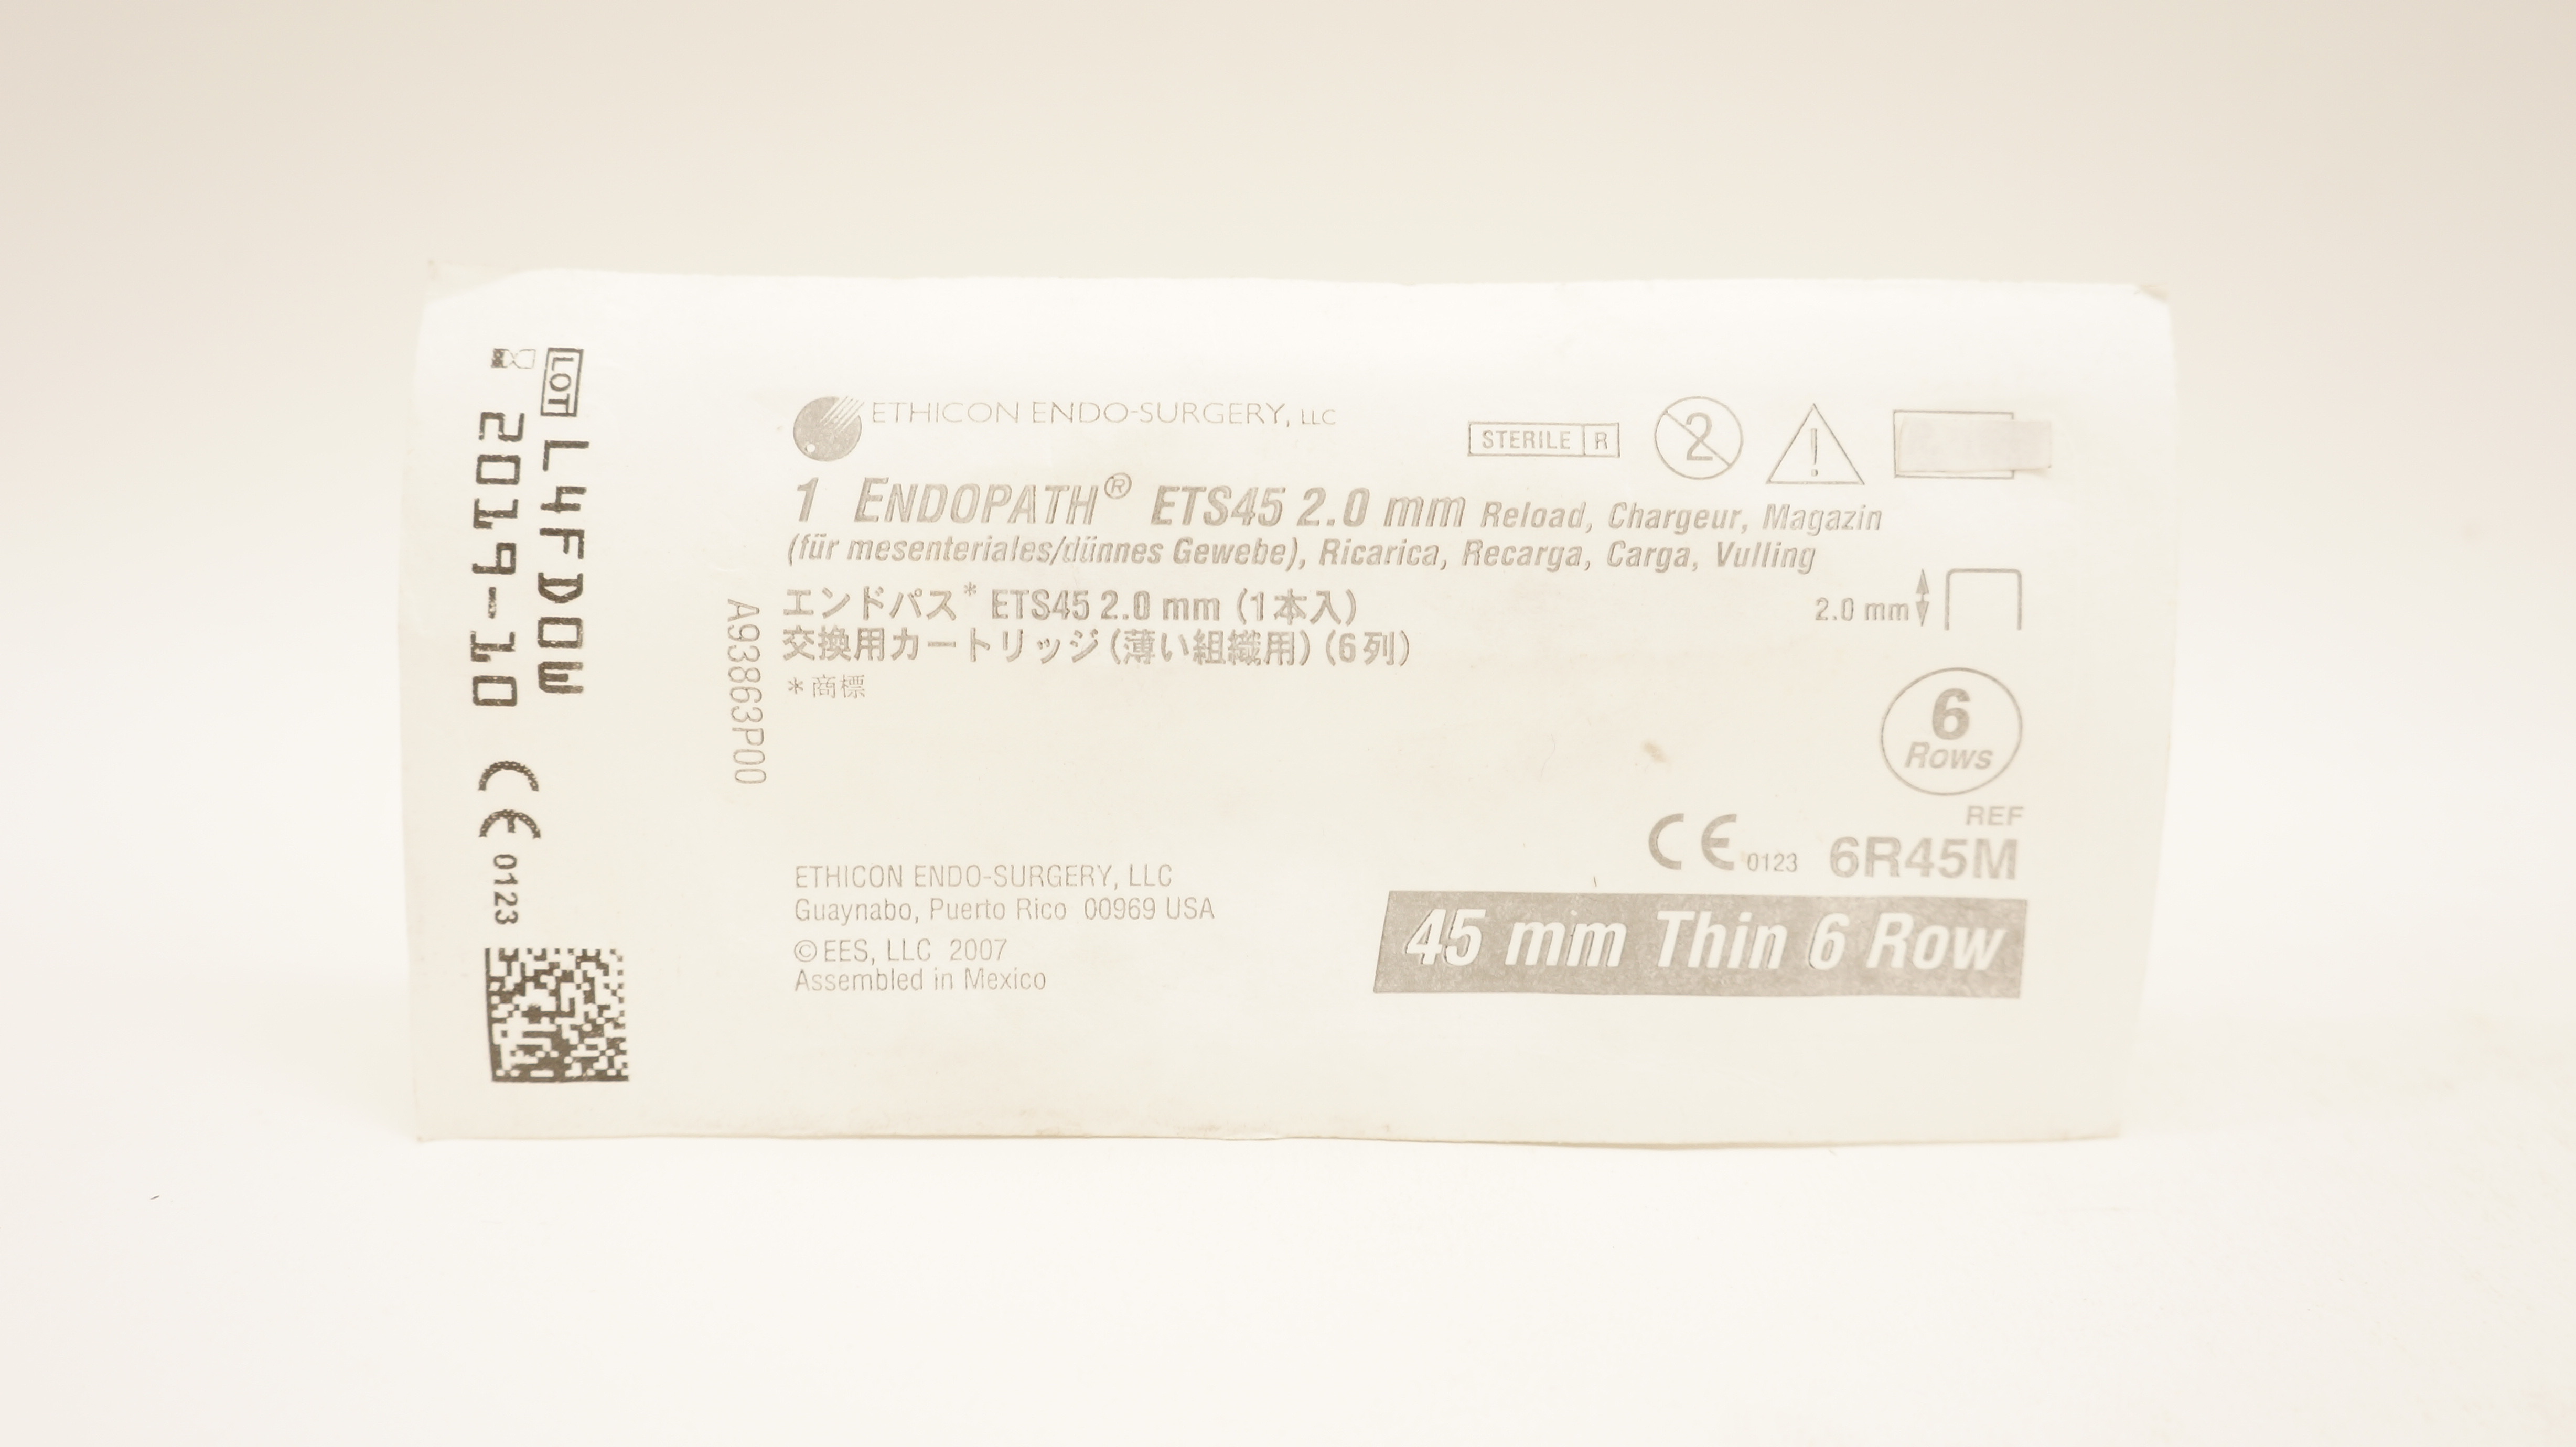 LOT L4FD0W
2019-10
CE 0123
A93863P00
ETHICON ENDO-SURGERY, LLC
STERILE R
2
!
1 ENDOPATH® ETS45 2.0 mm Reload, Chargeur, Magazin
(für mesenteriales/dünnes Gewebe), Ricarica, Recarga, Carga, Vulling
エンドパス* ETS45 2.0 mm (1本入)
交換用カートリッジ (薄い組織用) (6列)
*商標
2.0 mm
6
Rows
REF
CE 0123 6R45M
45 mm Thin 6 Row
ETHICON ENDO-SURGERY, LLC
Guaynabo, Puerto Rico 00969 USA
©EES, LLC 2007
Assembled in Mexico